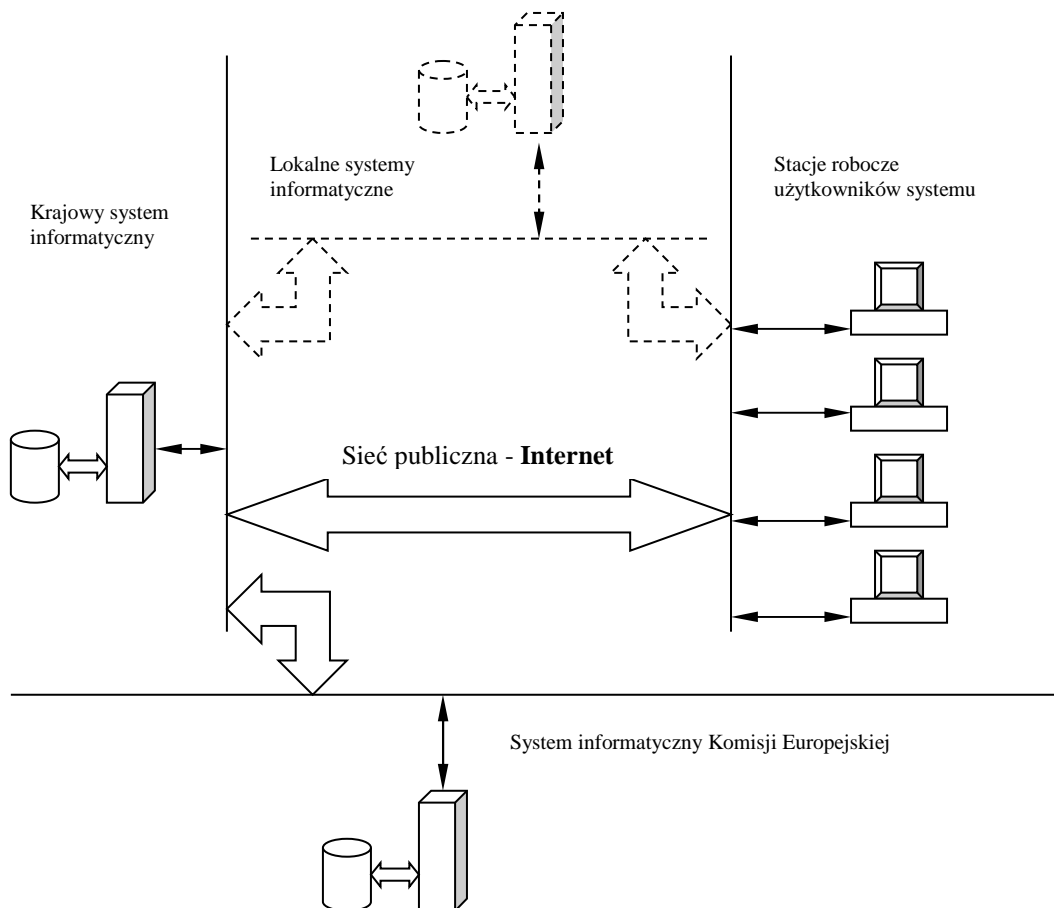 Lokalne systemy
informatyczne
Stacje robocze
użytkowników systemu
Krajowy system
informatyczny
Sieć publiczna - Internet
System informatyczny Komisji Europejskiej